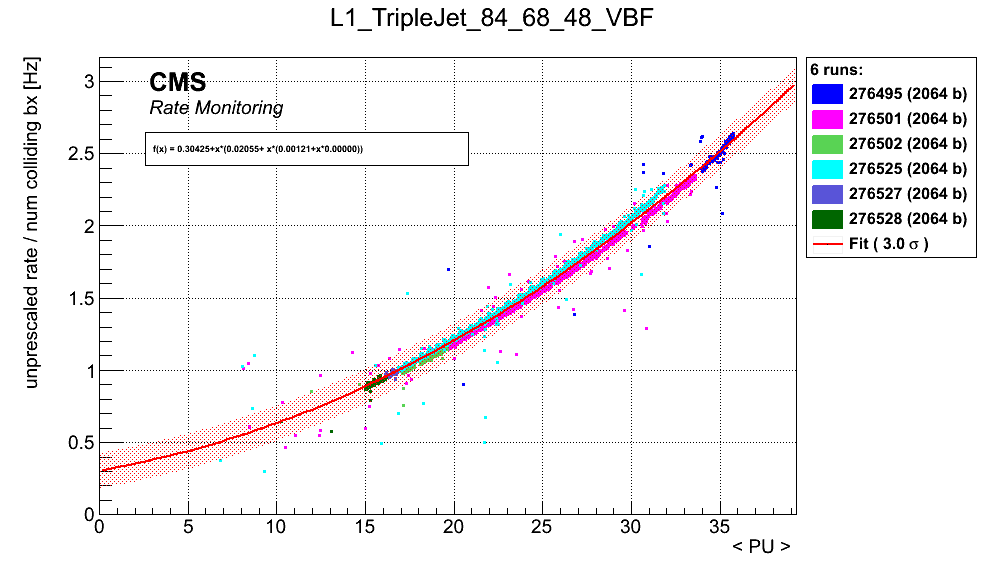 L1_TripleJet_84_68_48_VBF
unprescaled rate / num colliding bx [Hz]
CMS
Rate Monitoring
f(x) = 0.30425+x*(0.02055+ x*(0.00121+x*0.00000))
3
2.5
2
1.5
1
0.5
0
0 5 10 15 20 25 30 35
< PU >
6 runs:
276495 (2064 b)
276501 (2064 b)
276502 (2064 b)
276525 (2064 b)
276527 (2064 b)
276528 (2064 b)
Fit ( 3.0 σ )